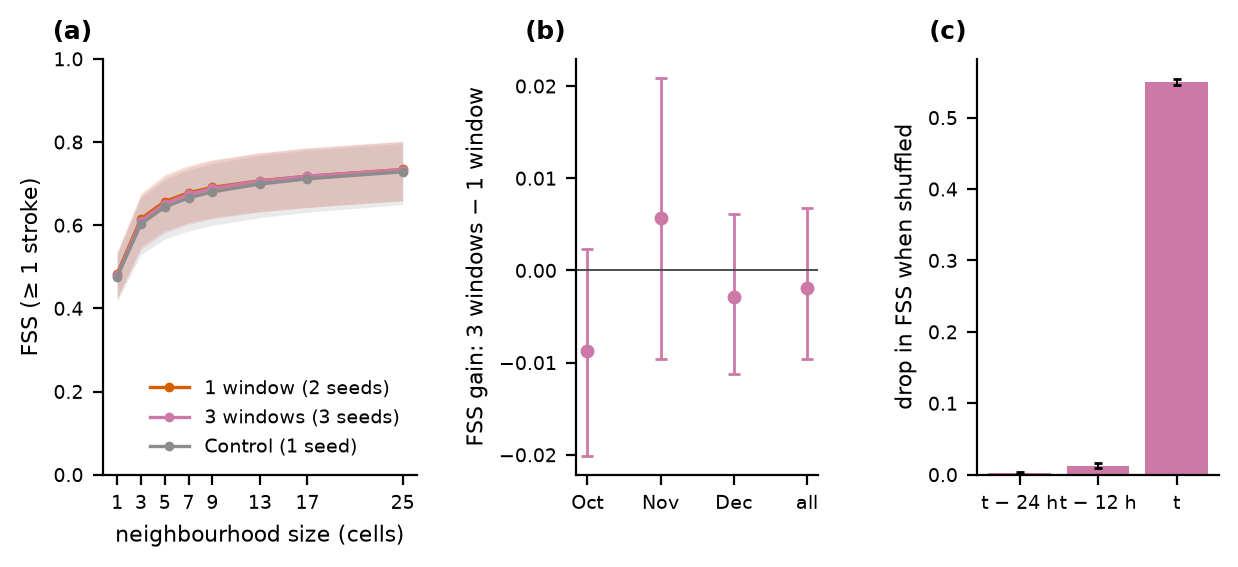 (a)
FSS (≥ 1 stroke)
1.0
0.8
0.6
0.4
0.2
0.0
1 window (2 seeds)
3 windows (3 seeds)
Control (1 seed)
1 3 5 7 9 13 17 25
neighbourhood size (cells)
(b)
FSS gain: 3 windows − 1 window
0.02
0.01
0.00
−0.01
−0.02
Oct Nov Dec all
(c)
drop in FSS when shuffled
0.5
0.4
0.3
0.2
0.1
0.0
t − 24 h t − 12 h t